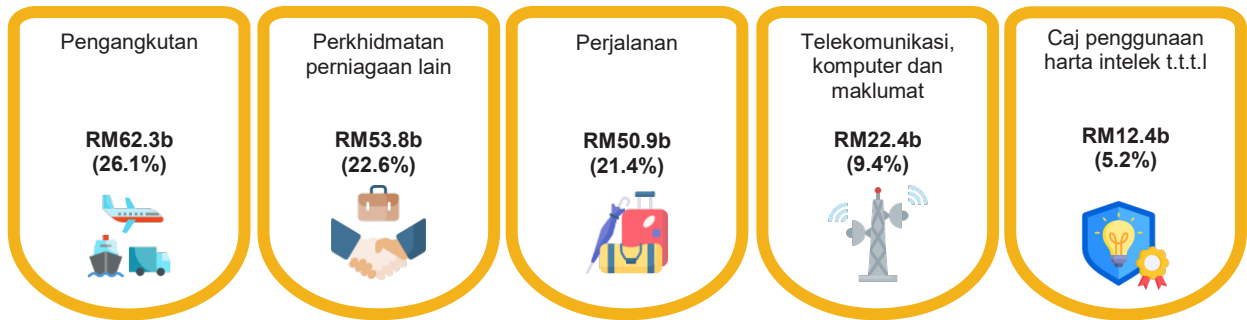 Pengangkutan
RM62.3b
(26.1%)
Perkhidmatan
perniagaan lain
RM53.8b
(22.6%)
Perjalanan
RM50.9b
(21.4%)
Telekomunikasi,
komputer dan
maklumat
RM22.4b
(9.4%)
Caj penggunaan
harta intelek t.t.t.l
RM12.4b
(5.2%)